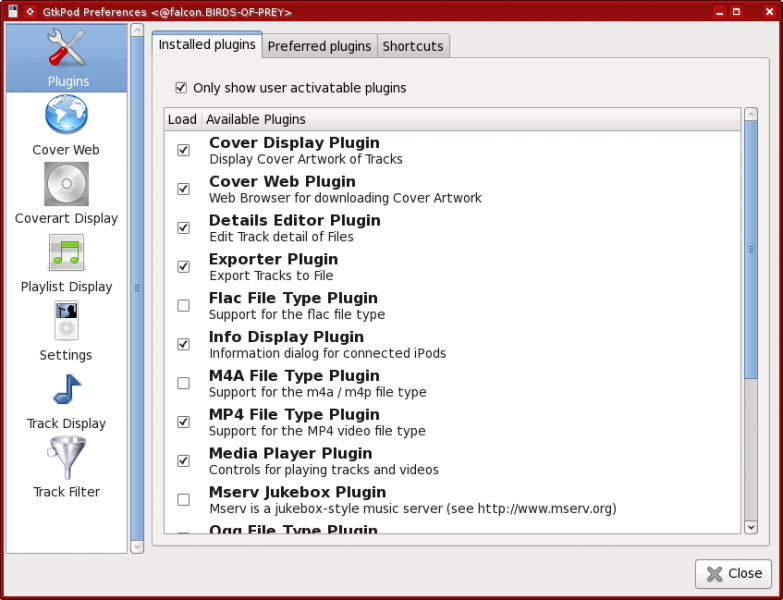 GtkPod Preferences <@falcon.BIRDS-OF-PREY>
Plugins
Cover Web
Coverart Display
Playlist Display
Settings
Track Display
Track Filter
Installed plugins
Preferred plugins
Shortcuts
Only show user activatable plugins
Load Available Plugins
Cover Display Plugin
Display Cover Artwork of Tracks
Cover Web Plugin
Web Browser for downloading Cover Artwork
Details Editor Plugin
Edit Track detail of Files
Exporter Plugin
Export Tracks to File
Flac File Type Plugin
Support for the flac file type
Info Display Plugin
Information dialog for connected iPods
M4A File Type Plugin
Support for the m4a / m4p file type
MP4 File Type Plugin
Support for the MP4 video file type
Media Player Plugin
Controls for playing tracks and videos
Mserv Jukebox Plugin
Mserv is a jukebox-style music server (see http://www.mserv.org)
Ogg File Type Plugin
Close